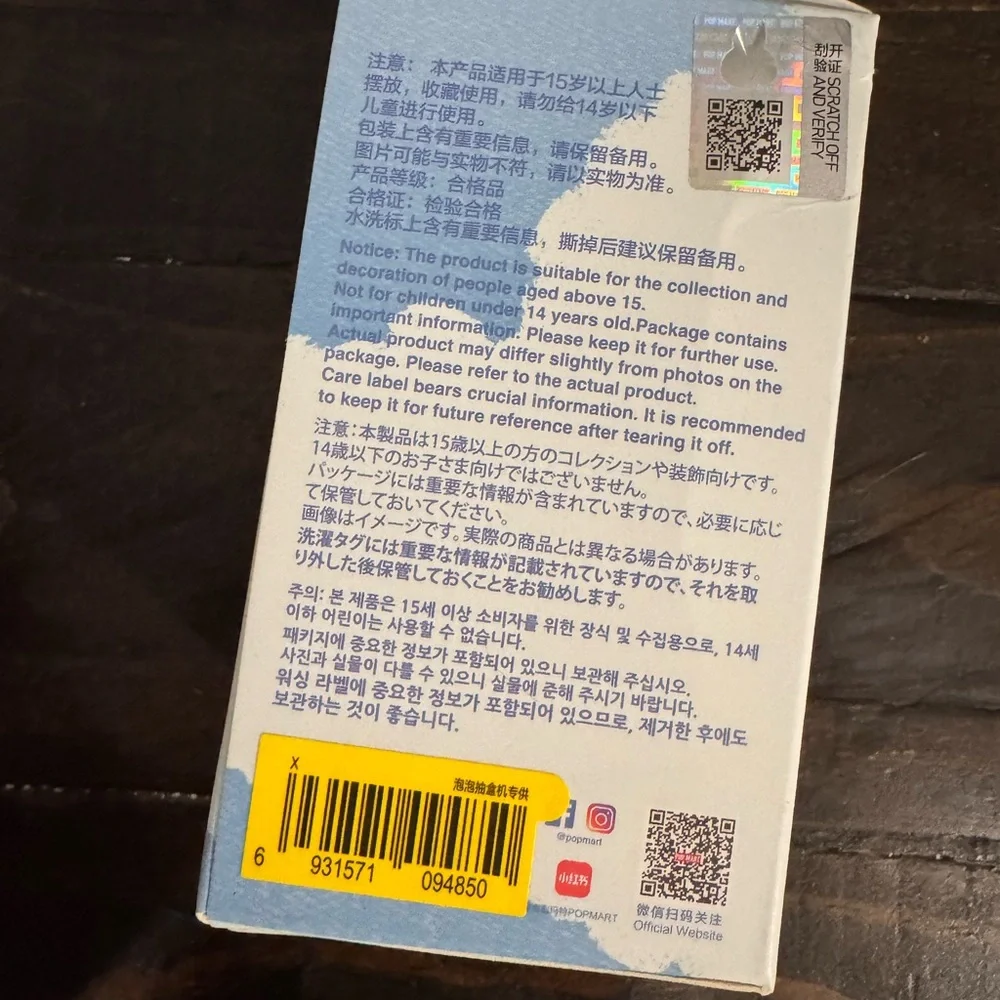 POP MART
刮开
验证
SCRATCH OFF
AND VERIFY
注意： 本产品适用于15岁以上人士
摆放，收藏使用，请勿给14岁以下
儿童进行使用。
包装上含有重要信息，请保留备用。
图片可能与实物不符，请以实物为准。
产品等级：合格品
合格证：检验合格
水洗标上含有重要信息，撕掉后建议保留备用。
Notice: The product is suitable for the collection and
decoration of people aged above 15.
Not for children under 14 years old.Package contains
important information. Please keep it for further use.
Actual product may differ slightly from photos on the
package. Please refer to the actual product.
Care label bears crucial information. It is recommended
to keep it for future reference after tearing it off.
注意：本製品は15歳以上の方のコレクションや装飾向けです。
14歳以下のお子さま向けではございません。
パッケージには重要な情報が含まれていますので、必要に応じ
て保管しておいてください。
画像はイメージです。実際の商品とは異なる場合があります。
洗濯タグには重要な情報が記載されていますので、それを取
り外した後保管しておくことをお勧めします。
주의: 본 제품은 15세 이상 소비자를 위한 장식 및 수집용으로, 14세
이하 어린이는 사용할 수 없습니다.
패키지에 중요한 정보가 포함되어 있으니 보관해 주십시오.
사진과 실물이 다를 수 있으니 실물에 준해 주시기 바랍니다.
워싱 라벨에 중요한 정보가 포함되어 있으므로, 제거한 후에도
보관하는 것이 좋습니다.
X
泡泡抽盒机专供
6 931571 094850
@popmart
小红书
玛特POPMART
POP MART
微信扫码关注
Official Website